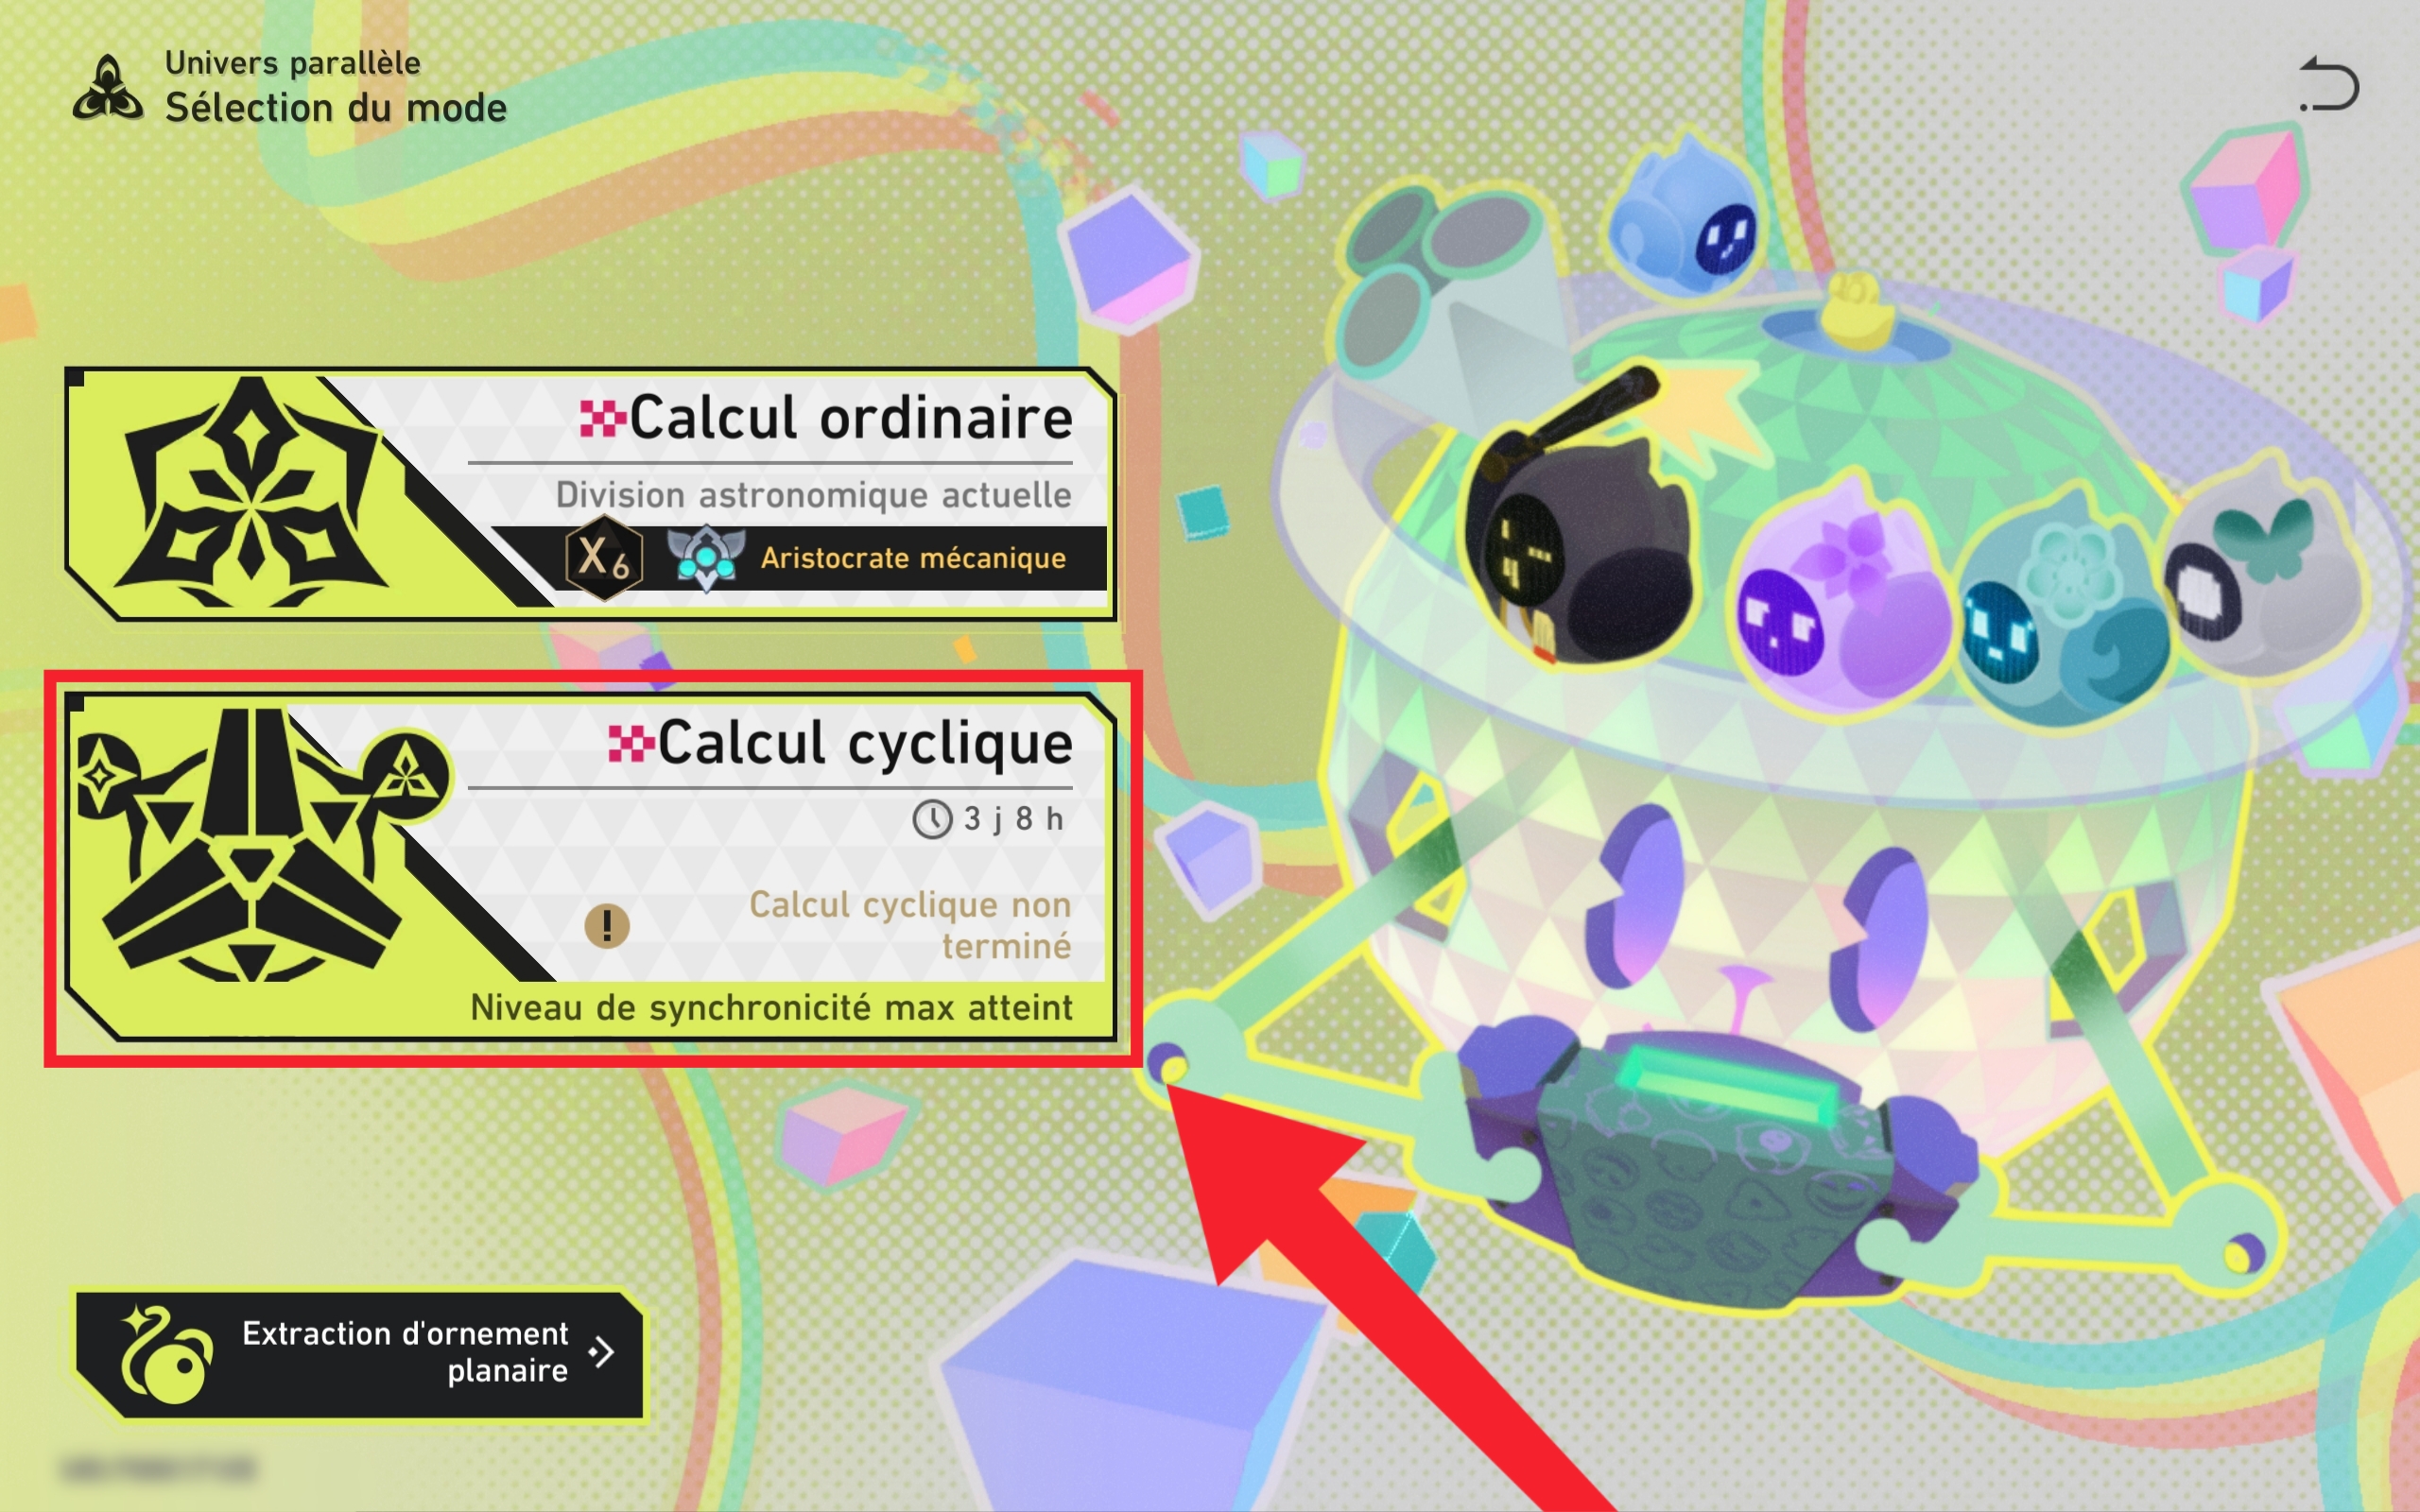 Univers parallèle
Sélection du mode
Calcul ordinaire
Division astronomique actuelle
X6 Aristocrate mécanique
Calcul cyclique
3 j 8 h
! Calcul cyclique non
terminé
Niveau de synchronicité max atteint
Extraction d'ornement
planaire